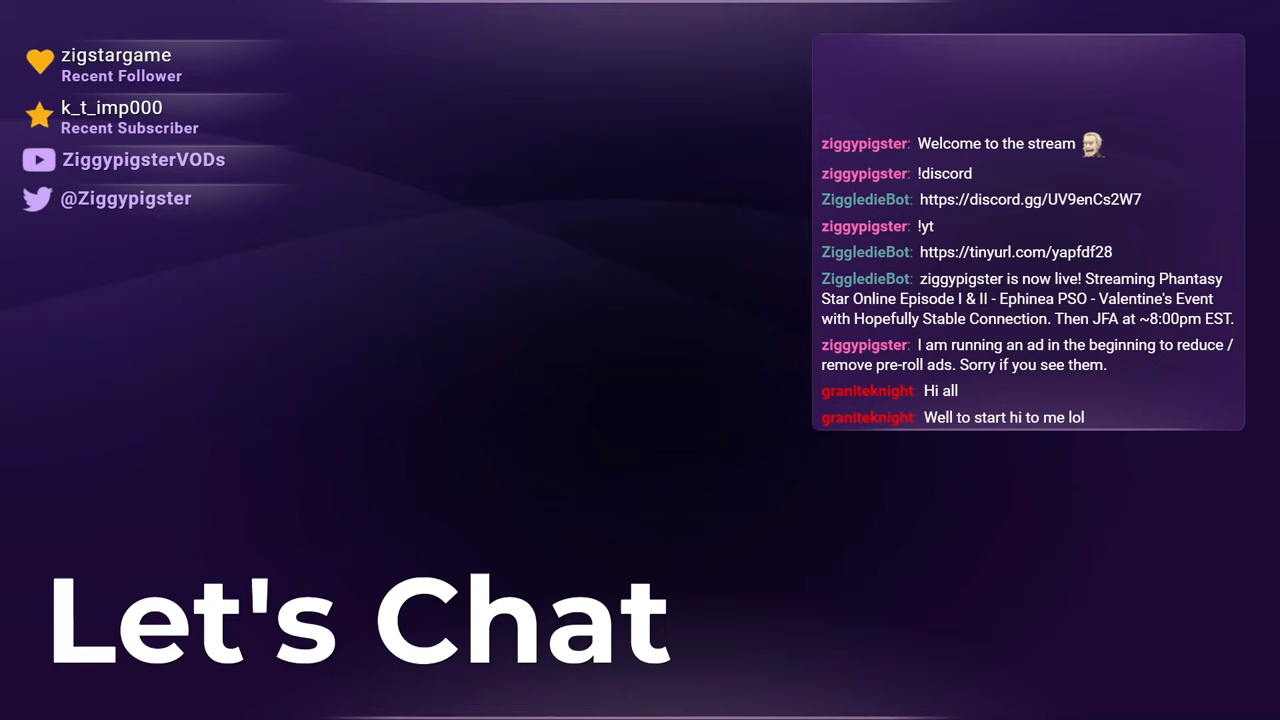 zigstargame
Recent Follower
k_t_imp000
Recent Subscriber
ZiggypigsterVODs
@Ziggypigster
ziggypigster: Welcome to the stream
ziggypigster: !discord
ZiggledieBot: https://discord.gg/UV9enCs2W7
ziggypigster: !yt
ZiggledieBot: https://tinyurl.com/yapfdf28
ZiggledieBot: ziggypigster is now live! Streaming Phantasy
Star Online Episode I & II - Ephinea PSO - Valentine's Event
with Hopefully Stable Connection. Then JFA at ~8:00pm EST.
ziggypigster: I am running an ad in the beginning to reduce /
remove pre-roll ads. Sorry if you see them.
graniteknight: Hi all
graniteknight: Well to start hi to me lol
Let's Chat